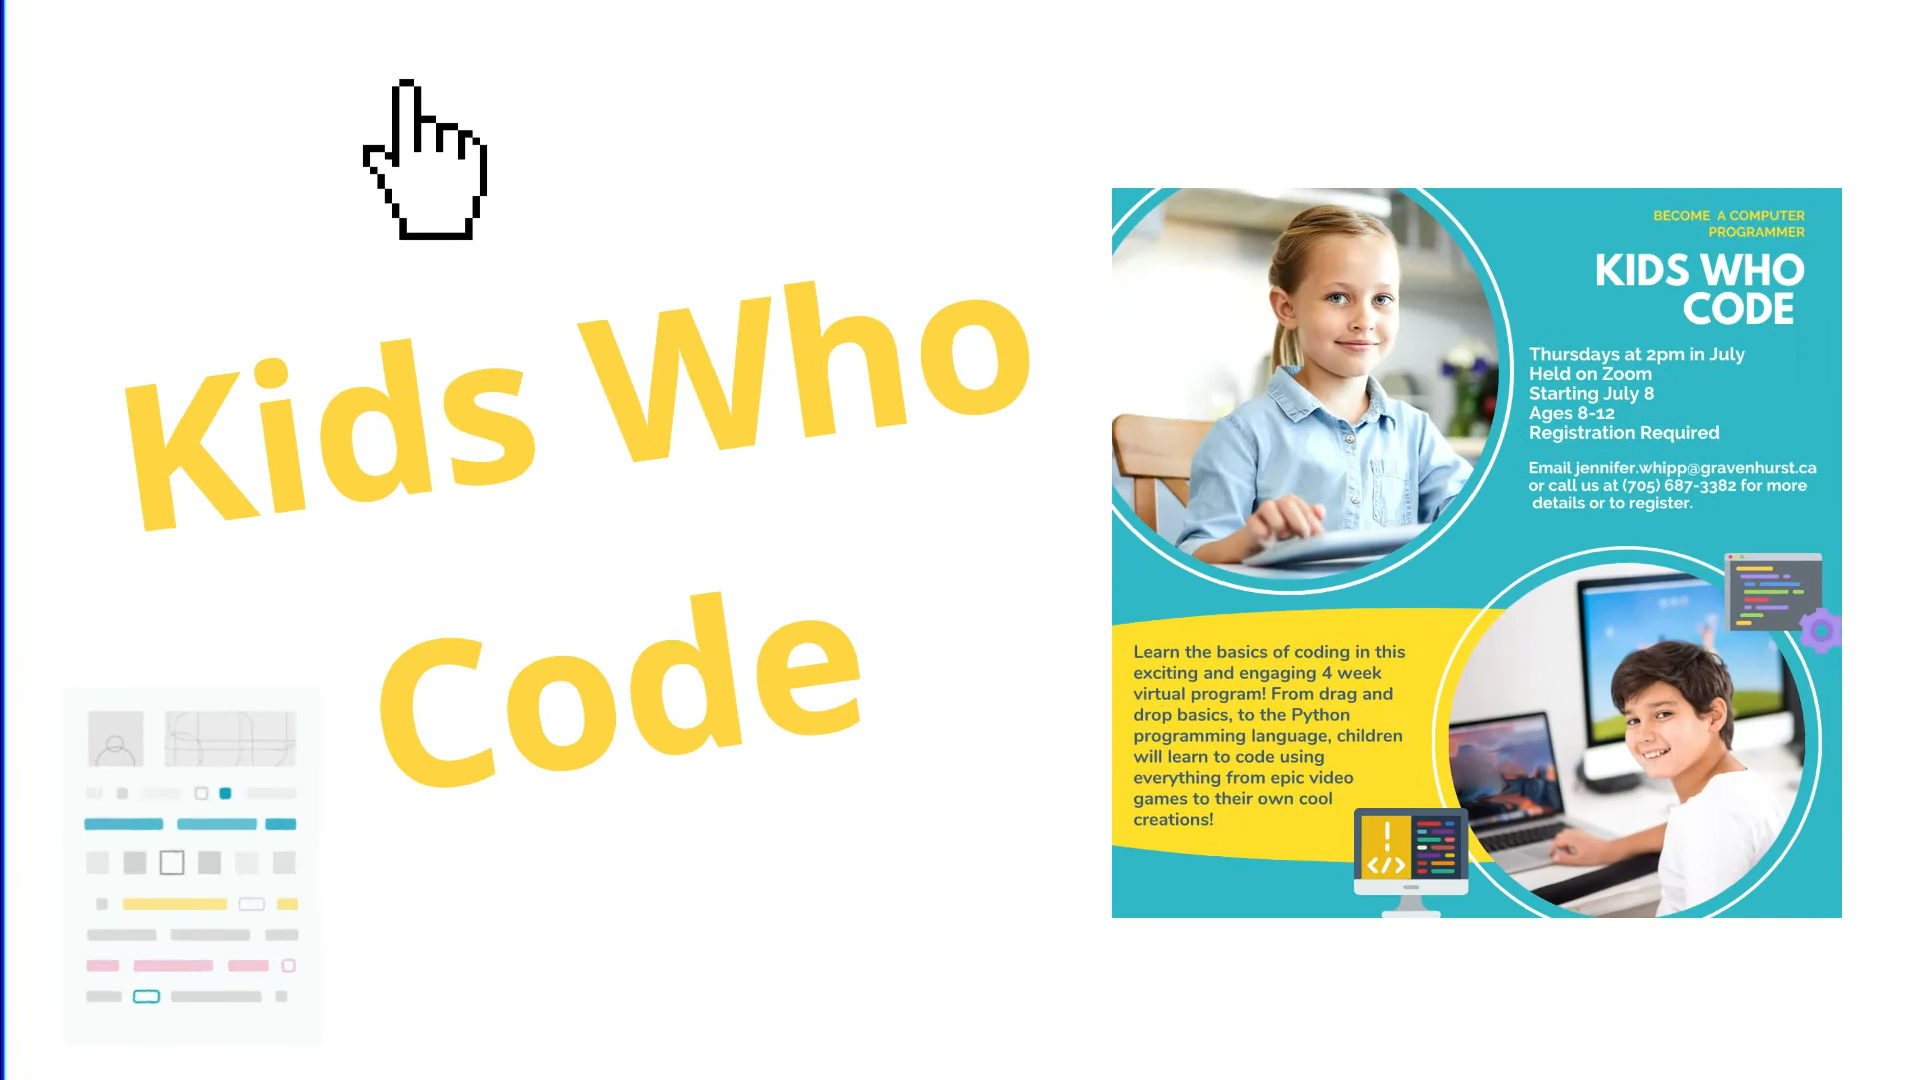 Kids Who
Code
BECOME A COMPUTER
PROGRAMMER
KIDS WHO
CODE
Thursdays at 2pm in July
Held on Zoom
Starting July 8
Ages 8-12
Registration Required
Email jennifer.whipp@gravenhurst.ca
or call us at (705) 687-3382 for more
details or to register.
Learn the basics of coding in this
exciting and engaging 4 week
virtual program! From drag and
drop basics, to the Python
programming language, children
will learn to code using
everything from epic video
games to their own cool
creations!